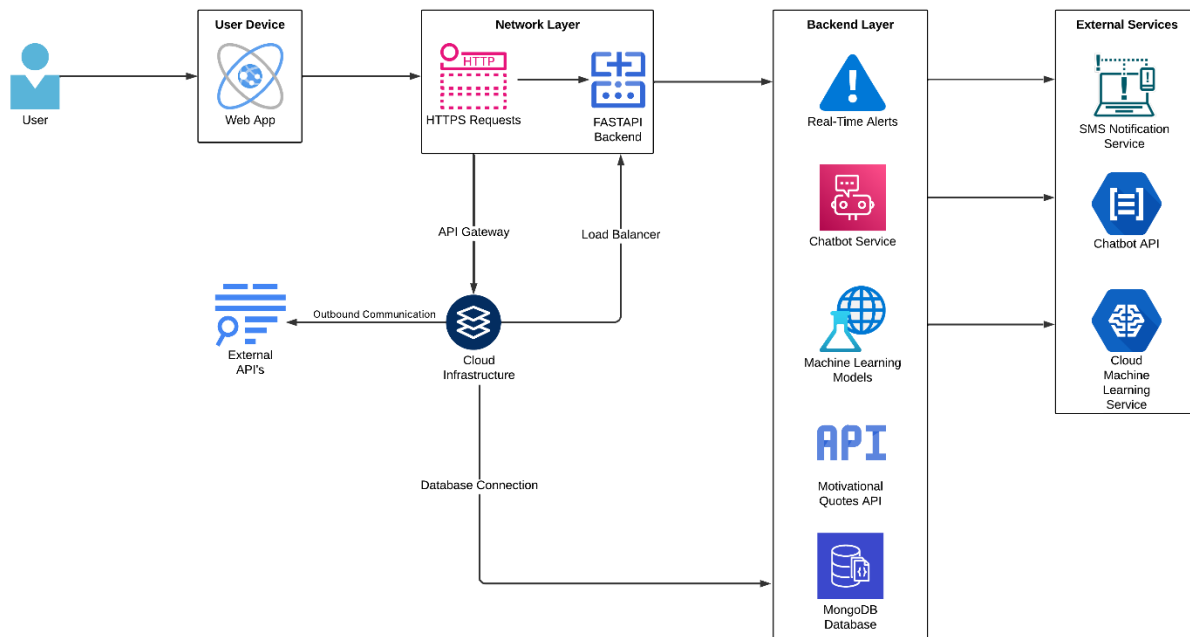 User
User Device
Web App
Network Layer
HTTP
HTTPS Requests
FASTAPI
Backend
API Gateway
Load Balancer
Outbound Communication
External
API's
Cloud
Infrastructure
Database Connection
Backend Layer
Real-Time Alerts
Chatbot Service
Machine Learning
Models
API
Motivational
Quotes API
MongoDB
Database
External Services
SMS Notification
Service
Chatbot API
Cloud
Machine
Learning
Service